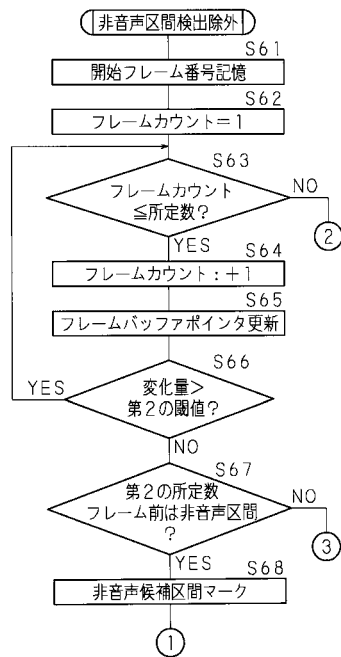 非音声区間検出除外
S61
開始フレーム番号記憶
S62
フレームカウント=1
S63
フレームカウント
≦所定数?
NO
②
YES
S64
フレームカウント:+1
S65
フレームバッファポインタ更新
S66
変化量>
第2の閾値?
YES
NO
S67
第2の所定数
フレーム前は非音声区間
?
NO
③
YES
S68
非音声候補区間マーク
①